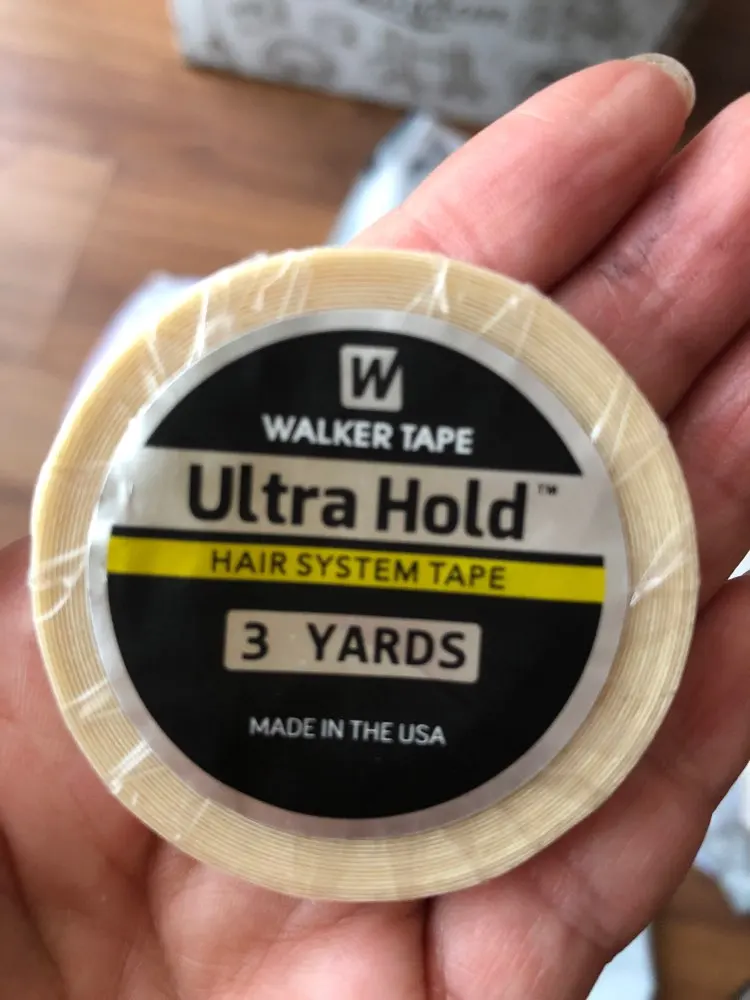 W
WALKER TAPE
Ultra Hold™
HAIR SYSTEM TAPE
3 YARDS
MADE IN THE USA